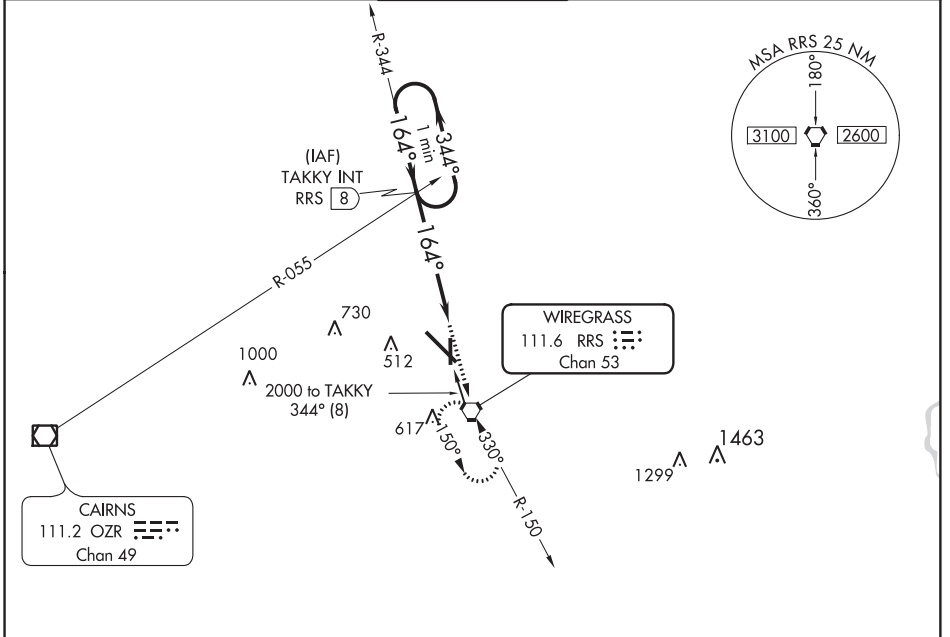 R-344
MSA RRS 25 NM
180°
3100
2600
360°
164°
1 min
344°
(IAF)
TAKKY INT
RRS 8
164°
R-055
730
512
1000
WIREGRASS
111.6 RRS
Chan 53
2000 to TAKKY
344° (8)
617
150°
330°
1463
1299
R-150
CAIRNS
111.2 OZR
Chan 49